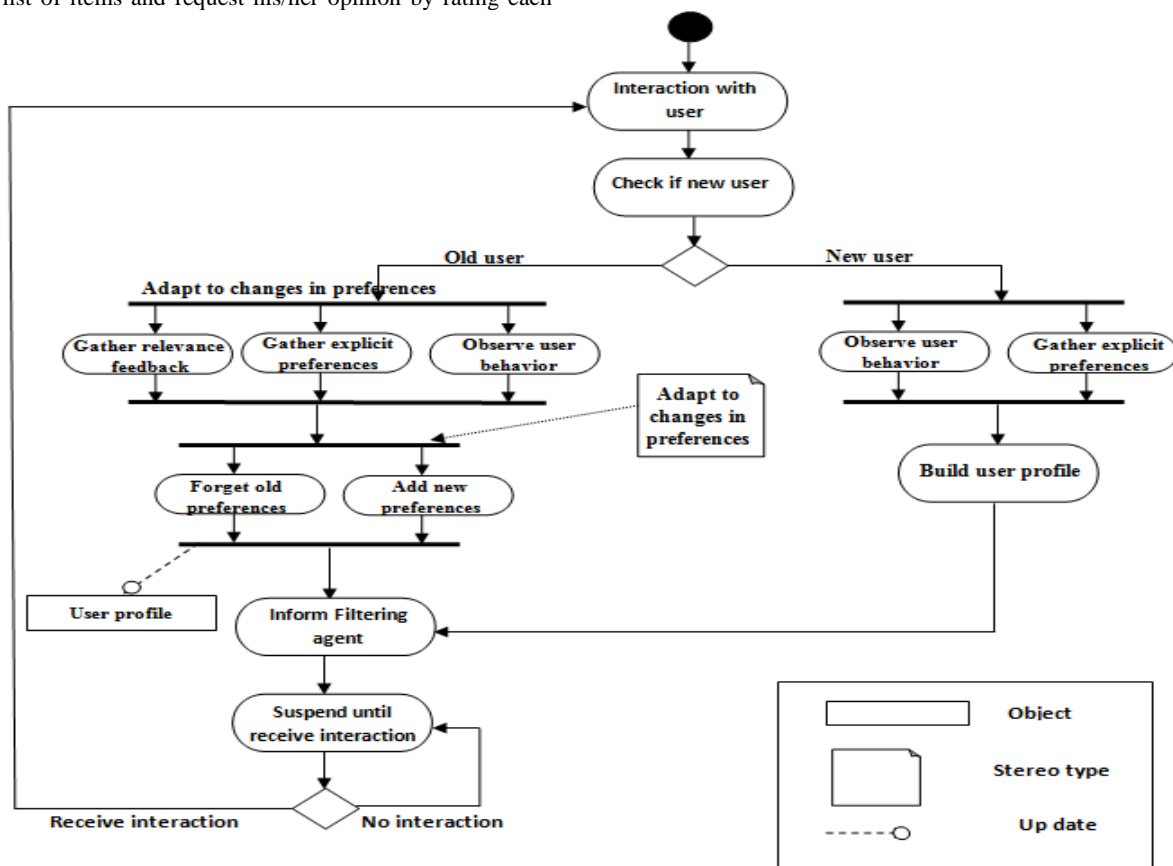 list of items and request his/her opinion by rating each
Interaction with
user
Check if new user
Old user
New user
Adapt to changes in preferences
Gather relevance
feedback
Gather explicit
preferences
Observe user
behavior
Observe user
behavior
Gather explicit
preferences
Adapt to
changes in
preferences
Forget old
preferences
Add new
preferences
Build user profile
User profile
Inform Filtering
agent
Suspend until
receive interaction
Receive interaction
No interaction
Object
Stereo type
Up date